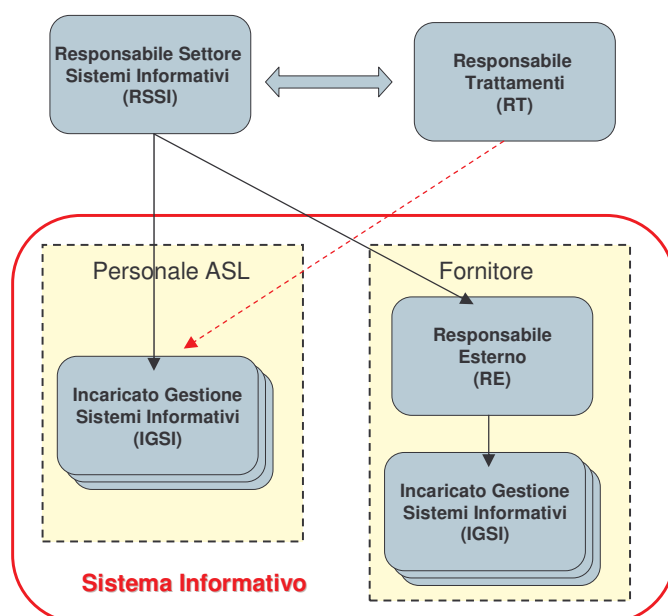 Responsabile Settore
Sistemi Informativi
(RSSI)
Responsabile
Trattamenti
(RT)
Personale ASL
Fornitore
Responsabile
Esterno
(RE)
Incaricato Gestione
Sistemi Informativi
(IGSI)
Incaricato Gestione
Sistemi Informativi
(IGSI)
Sistema Informativo